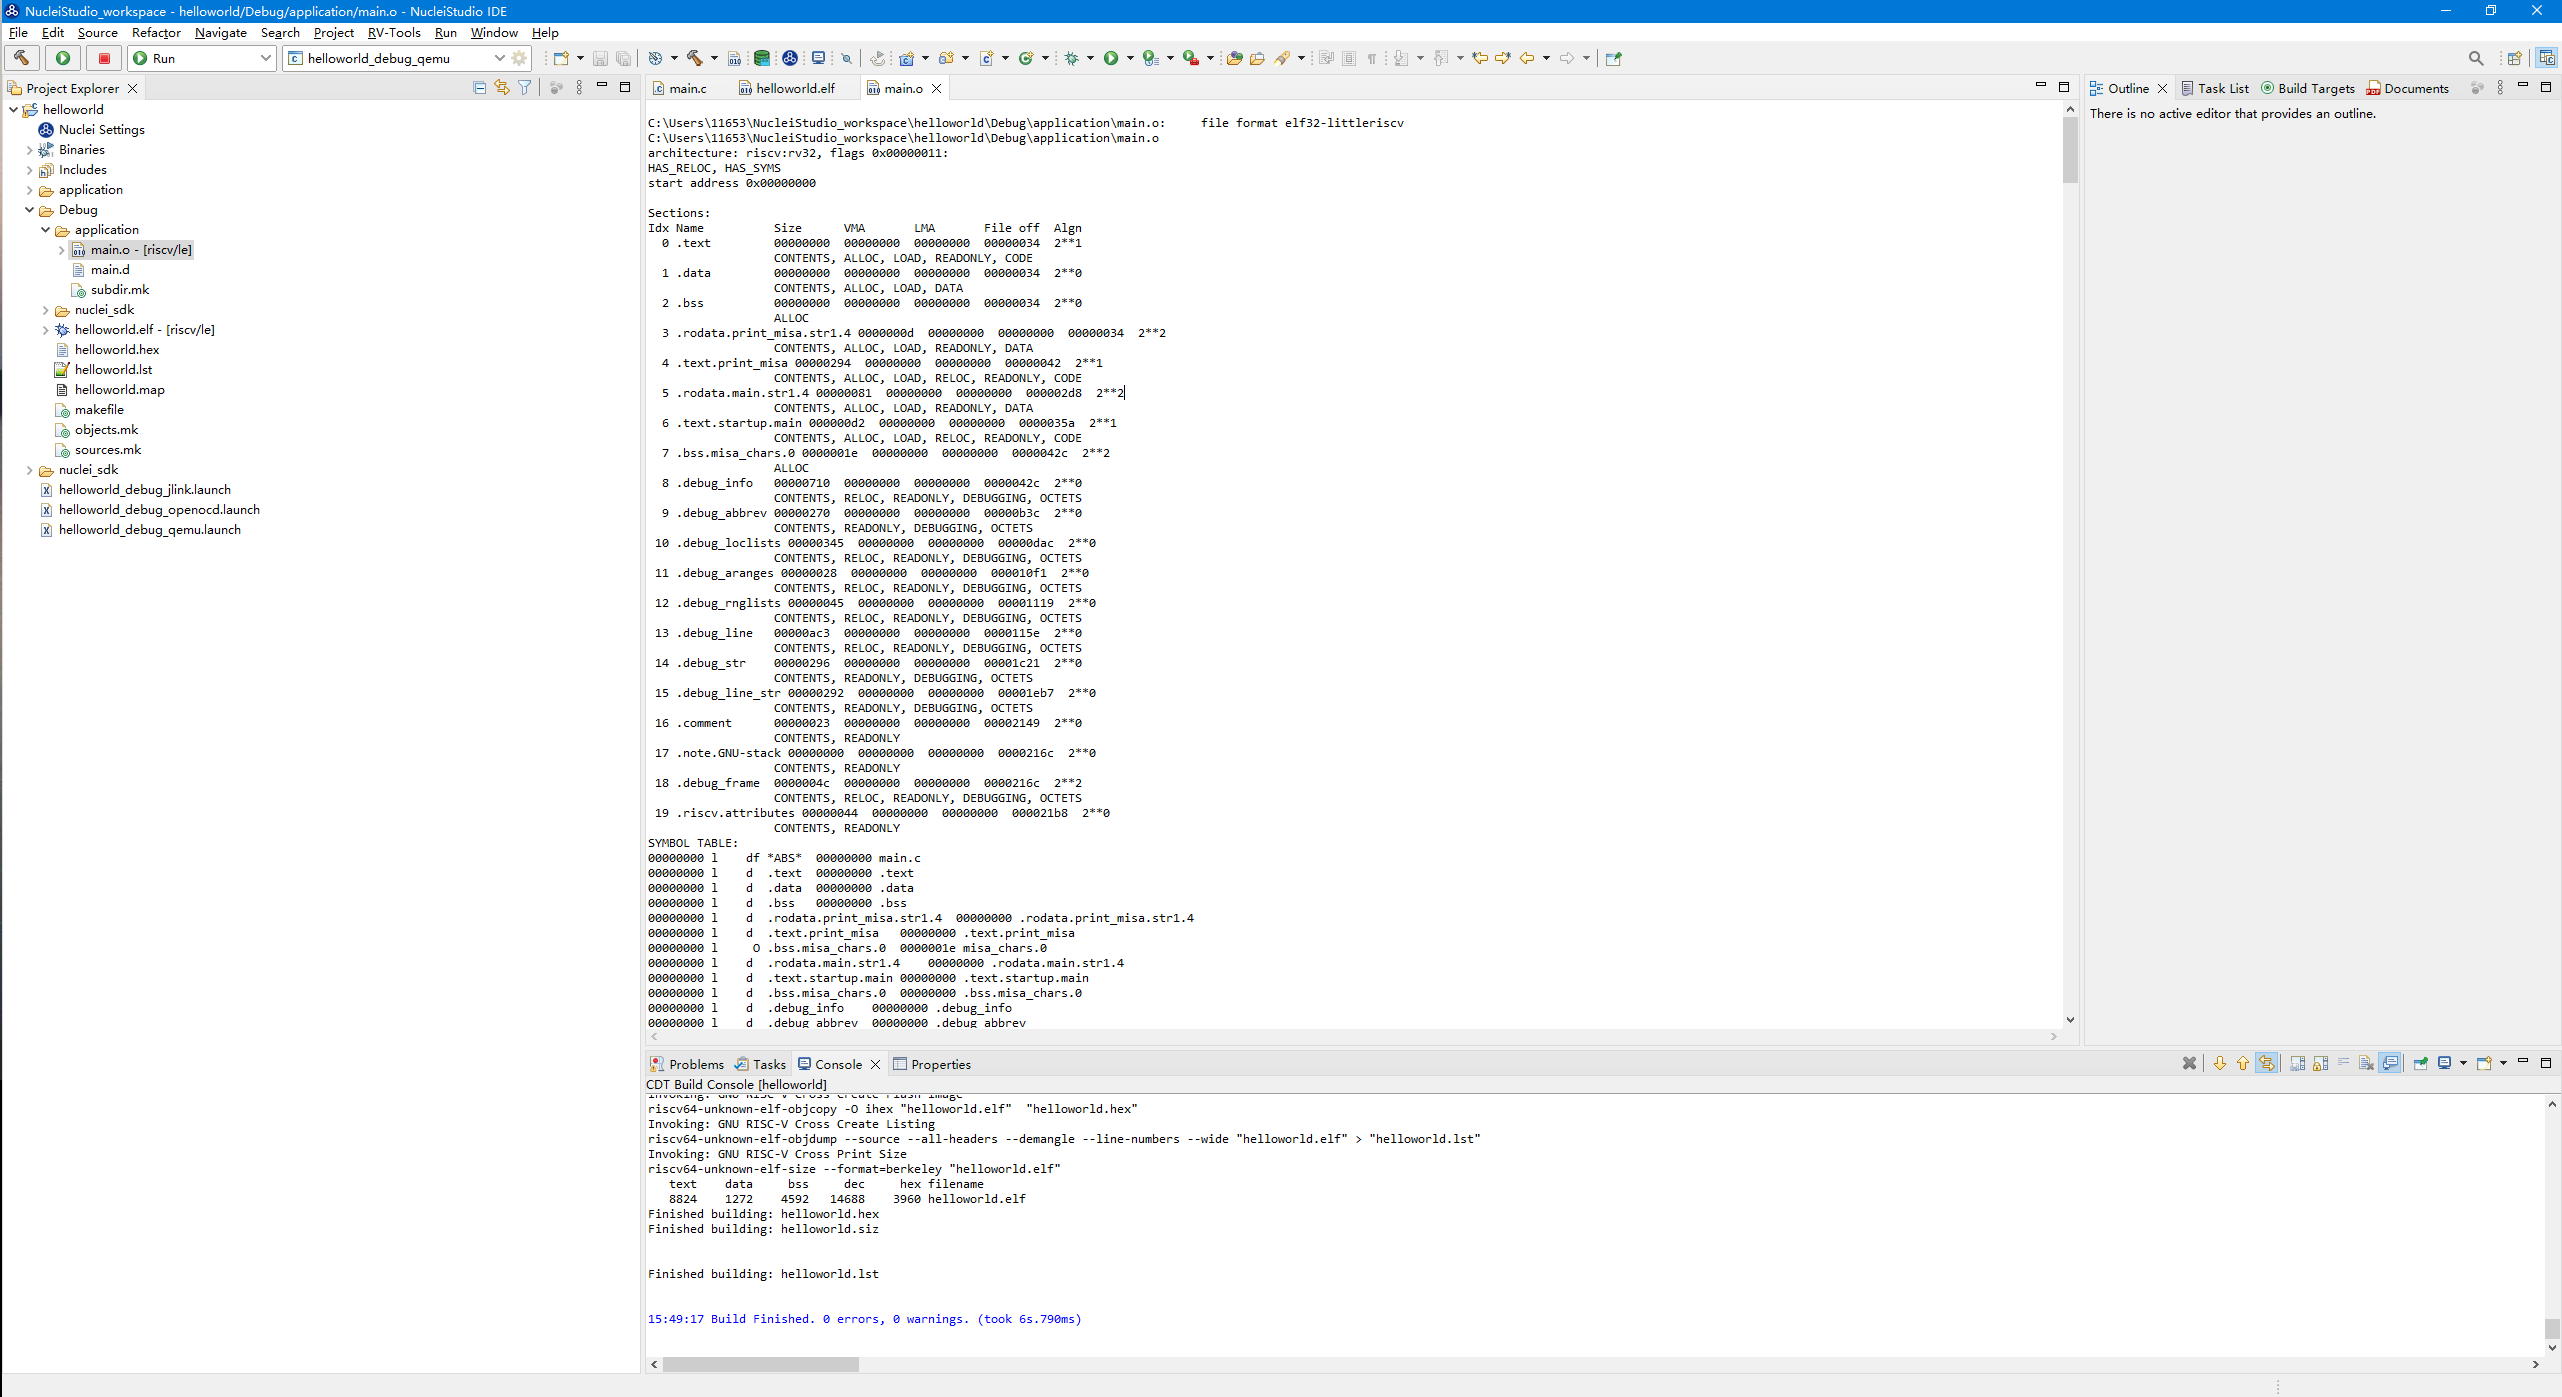 NucleiStudio_workspace - helloworld/Debug/application/main.o - NucleiStudio IDE
File Edit Source Refactor Navigate Search Project RV-Tools Run Window Help
Run helloworld_debug_qemu
Project Explorer
helloworld
Nuclei Settings
Binaries
Includes
application
Debug
application
main.o - [riscv/le]
main.d
subdir.mk
nuclei_sdk
helloworld.elf - [riscv/le]
helloworld.hex
helloworld.lst
helloworld.map
makefile
objects.mk
sources.mk
nuclei_sdk
helloworld_debug_jlink.launch
helloworld_debug_openocd.launch
helloworld_debug_qemu.launch
main.c helloworld.elf main.o
C:\Users\11653\NucleiStudio_workspace\helloworld\Debug\application\main.o:     file format elf32-littleriscv
C:\Users\11653\NucleiStudio_workspace\helloworld\Debug\application\main.o
architecture: riscv:rv32, flags 0x00000011:
HAS_RELOC, HAS_SYMS
start address 0x00000000
Sections:
Idx Name          Size      VMA       LMA       File off  Algn
0 .text         00000000  00000000  00000000  00000034  2**1
CONTENTS, ALLOC, LOAD, READONLY, CODE
1 .data         00000000  00000000  00000000  00000034  2**0
CONTENTS, ALLOC, LOAD, DATA
2 .bss          00000000  00000000  00000000  00000034  2**0
ALLOC
3 .rodata.print_misa.str1.4 0000000d  00000000  00000000  00000034  2**2
CONTENTS, ALLOC, LOAD, READONLY, DATA
4 .text.print_misa 00000294  00000000  00000000  00000042  2**1
CONTENTS, ALLOC, LOAD, RELOC, READONLY, CODE
5 .rodata.main.str1.4 00000081  00000000  00000000  000002d8  2**2
CONTENTS, ALLOC, LOAD, READONLY, DATA
6 .text.startup.main 000000d2  00000000  00000000  0000035a  2**1
CONTENTS, ALLOC, LOAD, RELOC, READONLY, CODE
7 .bss.misa_chars.0 0000001e  00000000  00000000  0000042c  2**2
ALLOC
8 .debug_info   00000710  00000000  00000000  0000042c  2**0
CONTENTS, RELOC, READONLY, DEBUGGING, OCTETS
9 .debug_abbrev 00000270  00000000  00000000  00000b3c  2**0
CONTENTS, READONLY, DEBUGGING, OCTETS
10 .debug_loclists 00000345  00000000  00000000  00000dac  2**0
CONTENTS, RELOC, READONLY, DEBUGGING, OCTETS
11 .debug_aranges 00000028  00000000  00000000  000010f1  2**0
CONTENTS, RELOC, READONLY, DEBUGGING, OCTETS
12 .debug_rnglists 00000045  00000000  00000000  00001119  2**0
CONTENTS, RELOC, READONLY, DEBUGGING, OCTETS
13 .debug_line   00000ac3  00000000  00000000  0000115e  2**0
CONTENTS, RELOC, READONLY, DEBUGGING, OCTETS
14 .debug_str    00000296  00000000  00000000  00001c21  2**0
CONTENTS, READONLY, DEBUGGING, OCTETS
15 .debug_line_str 00000292  00000000  00000000  00001eb7  2**0
CONTENTS, READONLY, DEBUGGING, OCTETS
16 .comment      00000023  00000000  00000000  00002149  2**0
CONTENTS, READONLY
17 .note.GNU-stack 00000000  00000000  00000000  0000216c  2**0
CONTENTS, READONLY
18 .debug_frame  0000004c  00000000  00000000  0000216c  2**2
CONTENTS, RELOC, READONLY, DEBUGGING, OCTETS
19 .riscv.attributes 00000044  00000000  00000000  000021b8  2**0
CONTENTS, READONLY
SYMBOL TABLE:
00000000 l    df *ABS*  00000000 main.c
00000000 l    d  .text  00000000 .text
00000000 l    d  .data  00000000 .data
00000000 l    d  .bss   00000000 .bss
00000000 l    d  .rodata.print_misa.str1.4  00000000 .rodata.print_misa.str1.4
00000000 l    d  .text.print_misa   00000000 .text.print_misa
00000000 l     O .bss.misa_chars.0  0000001e misa_chars.0
00000000 l    d  .rodata.main.str1.4    00000000 .rodata.main.str1.4
00000000 l    d  .text.startup.main 00000000 .text.startup.main
00000000 l    d  .bss.misa_chars.0  00000000 .bss.misa_chars.0
00000000 l    d  .debug_info    00000000 .debug_info
00000000 l    d  .debug_abbrev  00000000 .debug_abbrev
Outline Task List Build Targets Documents
There is no active editor that provides an outline.
Problems Tasks Console Properties
CDT Build Console [helloworld]
Invoking: GNU RISC-V Cross Create Flash Image
riscv64-unknown-elf-objcopy -O ihex "helloworld.elf"  "helloworld.hex"
Invoking: GNU RISC-V Cross Create Listing
riscv64-unknown-elf-objdump --source --all-headers --demangle --line-numbers --wide "helloworld.elf" > "helloworld.lst"
Invoking: GNU RISC-V Cross Print Size
riscv64-unknown-elf-size --format=berkeley "helloworld.elf"
text    data     bss     dec     hex filename
8824    1272    4592   14688    3960 helloworld.elf
Finished building: helloworld.hex
Finished building: helloworld.siz
Finished building: helloworld.lst
15:49:17 Build Finished. 0 errors, 0 warnings. (took 6s.790ms)